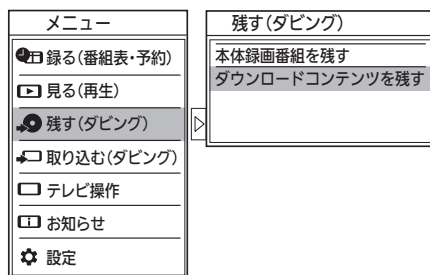 メニュー
録る(番組表・予約)
見る(再生)
残す(ダビング)
取り込む(ダビング)
テレビ操作
お知らせ
設定
残す(ダビング)
本体録画番組を残す
ダウンロードコンテンツを残す